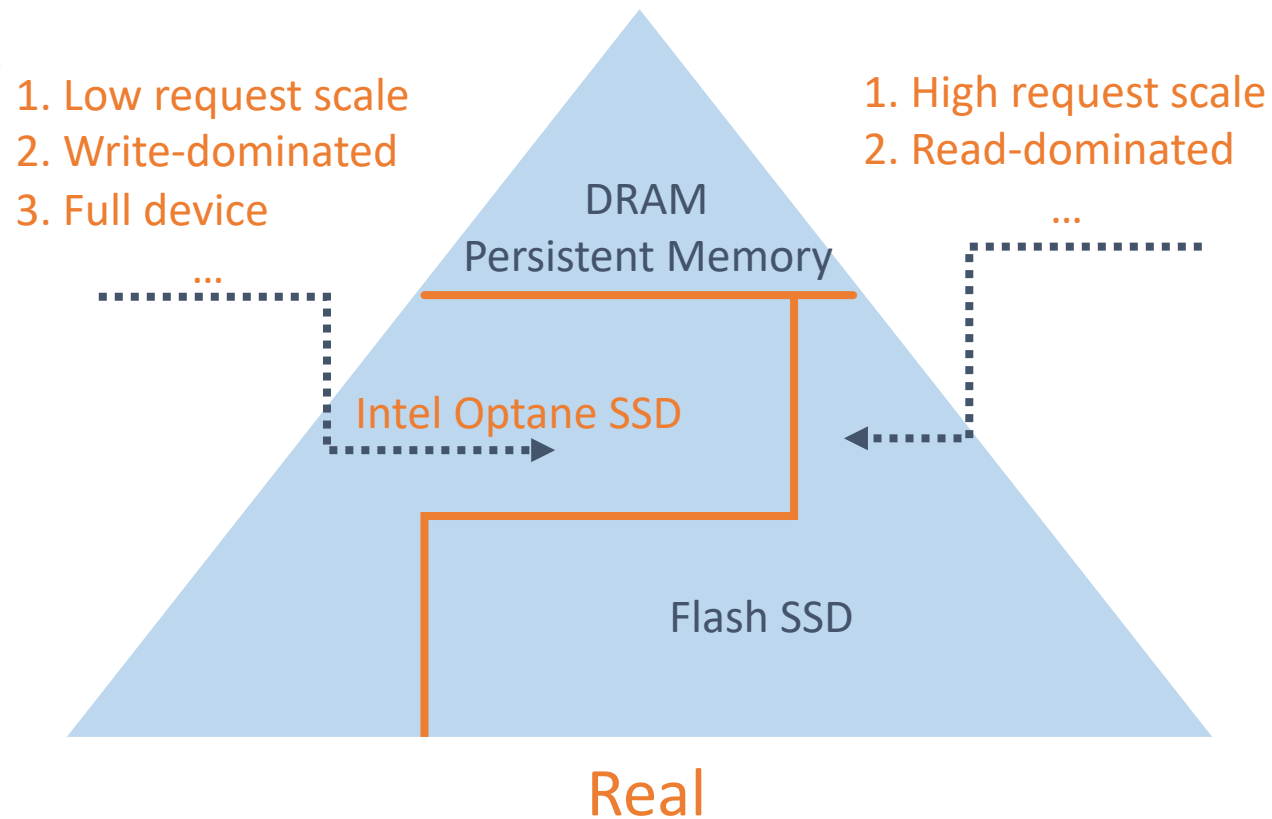 1. Low request scale
2. Write-dominated
3. Full device
...
1. High request scale
2. Read-dominated
...
DRAM
Persistent Memory
Intel Optane SSD
Flash SSD
Real